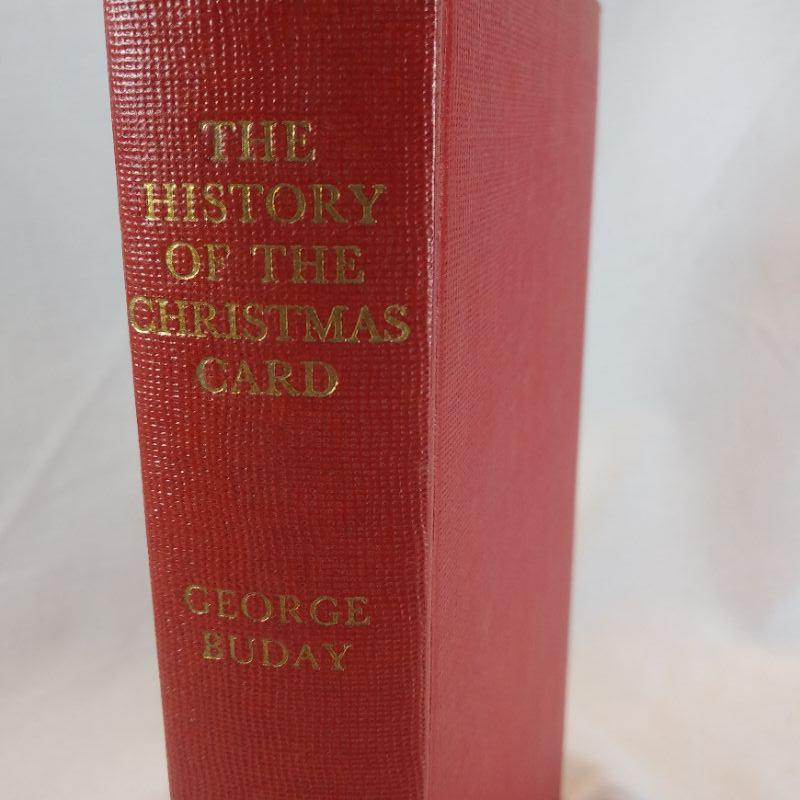 THE
HISTORY
OF THE
CHRISTMAS
CARD
GEORGE
BUDAY